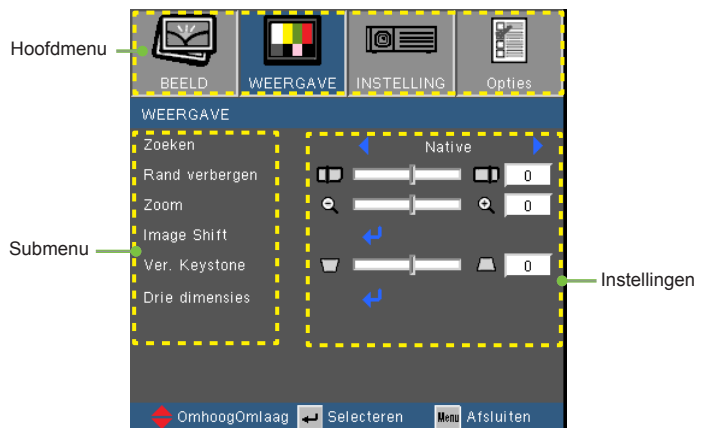 Hoofdmenu
BEELD WEERGAVE INSTELLING Opties
WEERGAVE
Zoeken Native
Rand verbergen 0
Zoom 0
Image Shift
Submenu
Ver. Keystone 0
Instellingen
Drie dimensies
OmhoogOmlaag Selecteren Menu Afsluiten